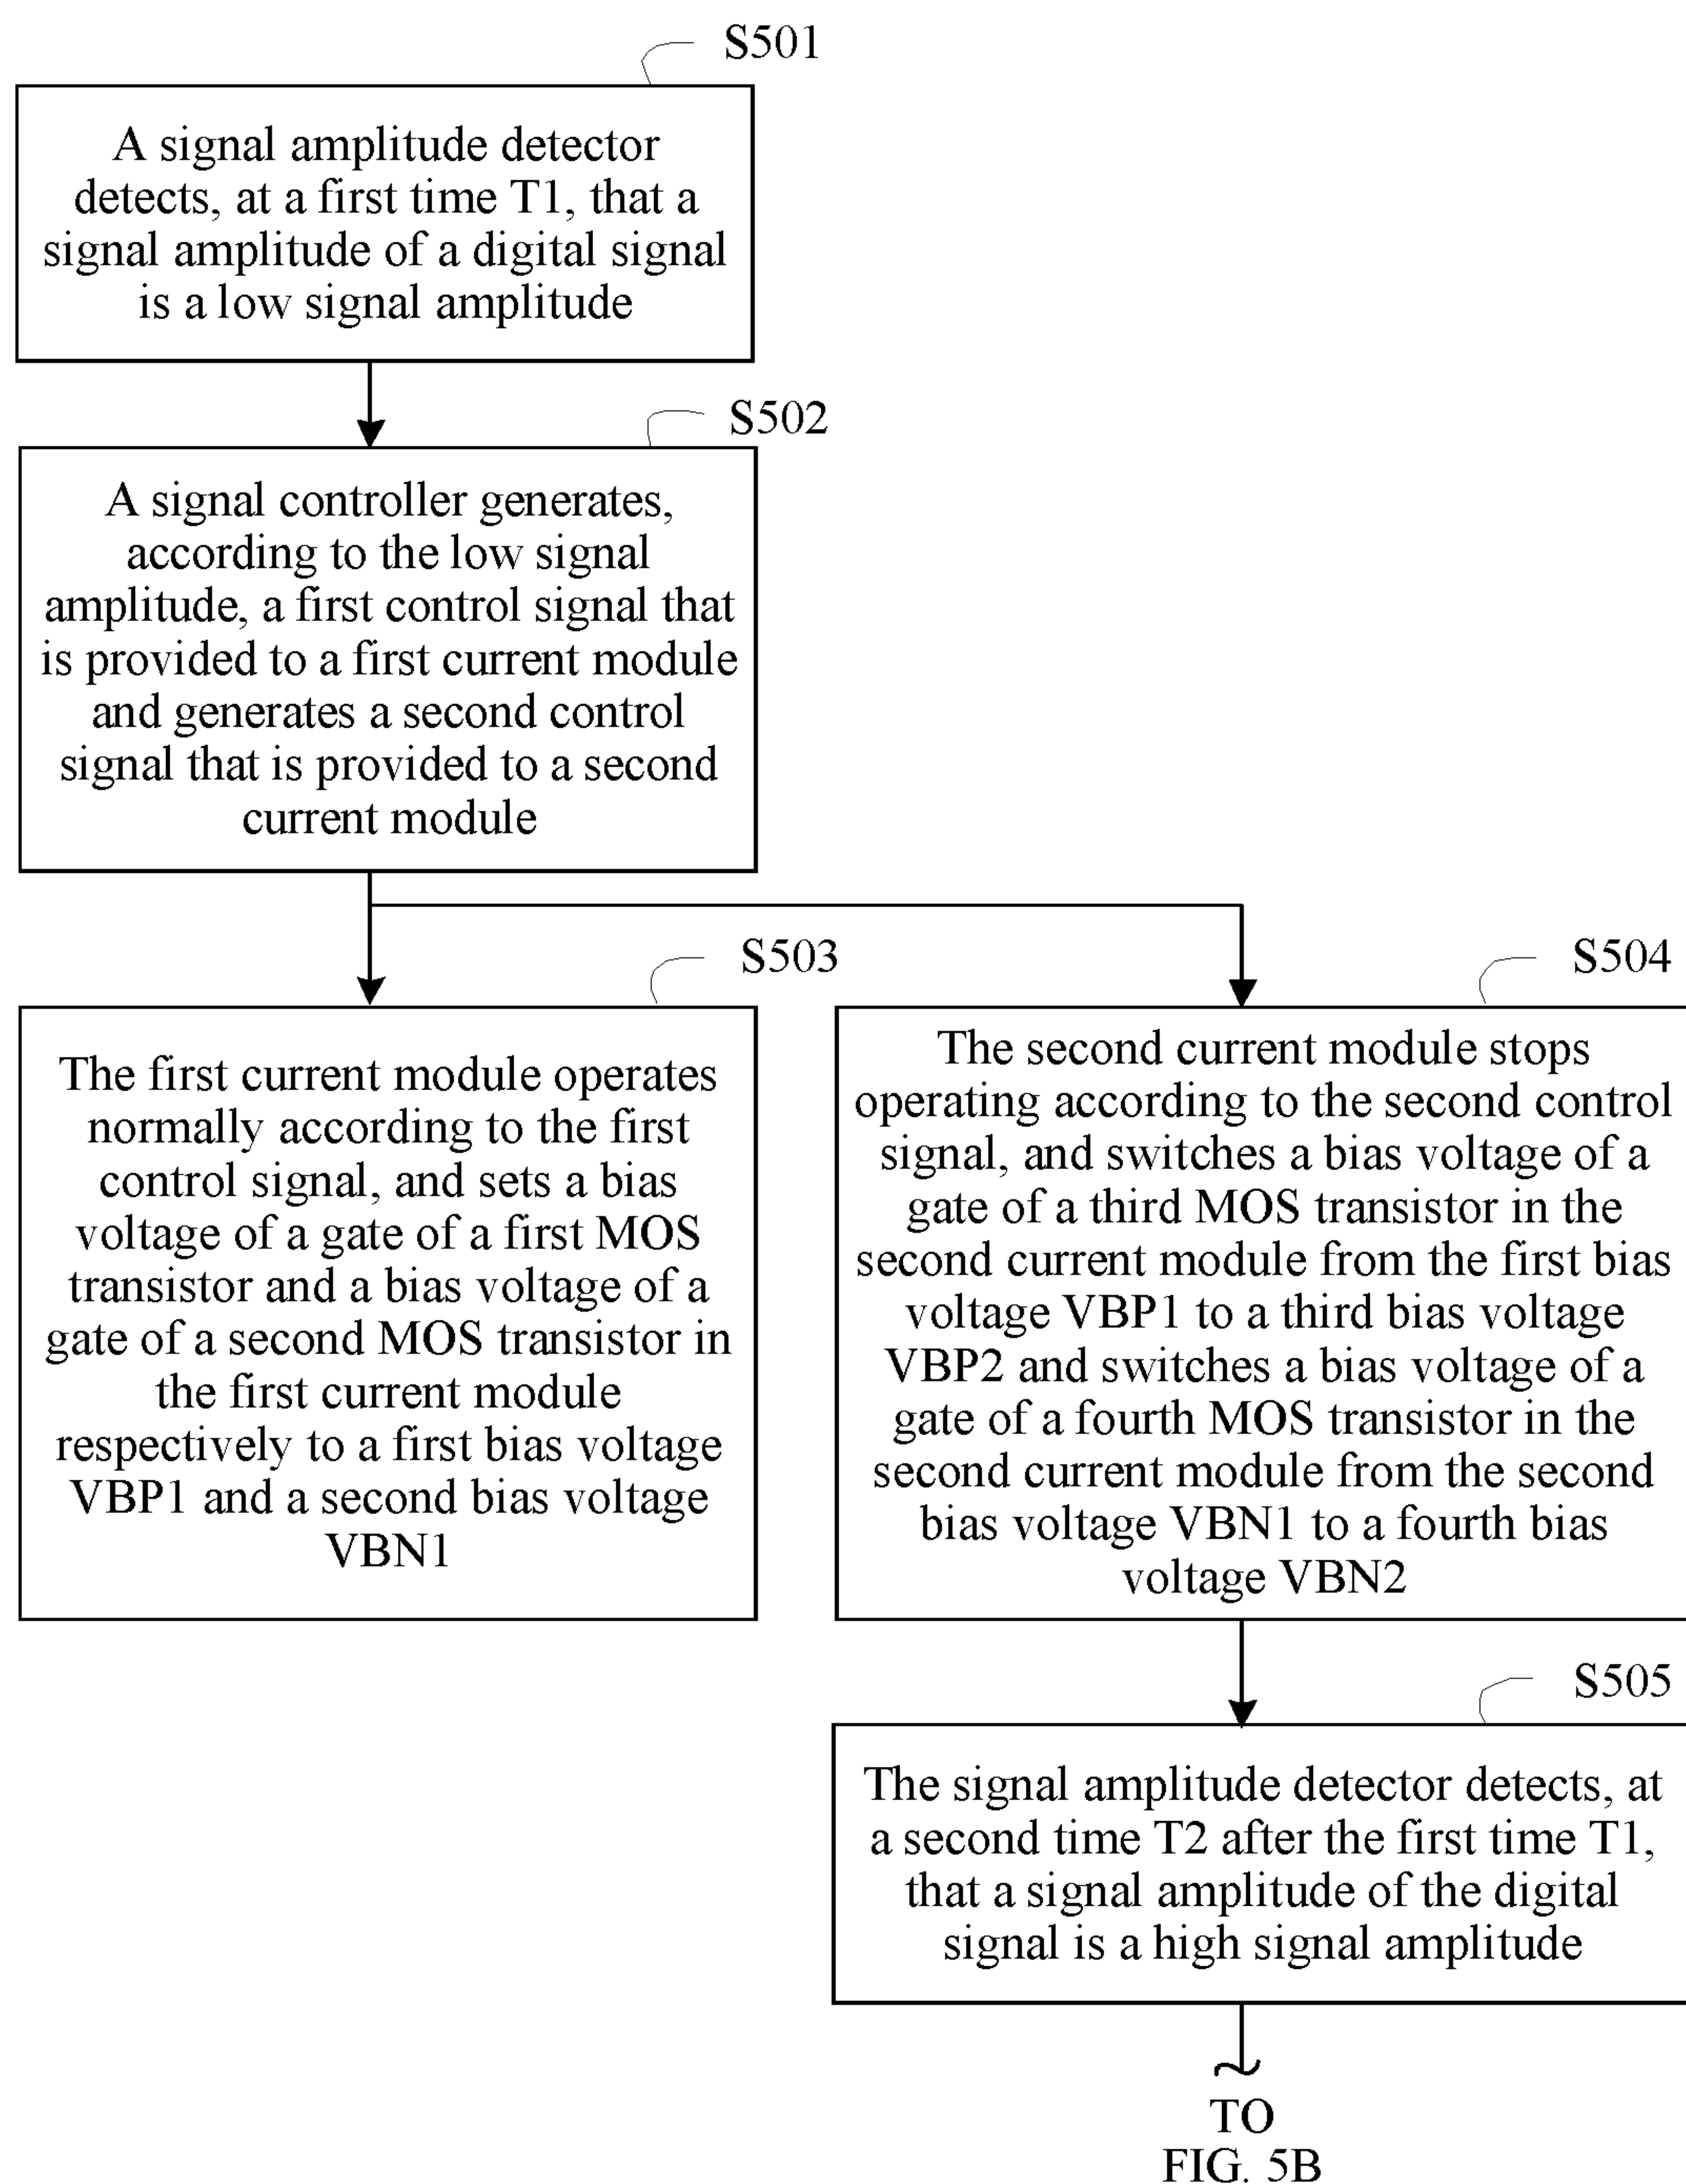 S501
A signal amplitude detector
detects, at a first time T1, that a
signal amplitude of a digital signal
is a low signal amplitude
S502
A signal controller generates,
according to the low signal
amplitude, a first control signal that
is provided to a first current module
and generates a second control
signal that is provided to a second
current module
S503
The first current module operates
normally according to the first
control signal, and sets a bias
voltage of a gate of a first MOS
transistor and a bias voltage of a
gate of a second MOS transistor in
the first current module
respectively to a first bias voltage
VBP1 and a second bias voltage
VBN1
S504
The second current module stops
operating according to the second control
signal, and switches a bias voltage of a
gate of a third MOS transistor in the
second current module from the first bias
voltage VBP1 to a third bias voltage
VBP2 and switches a bias voltage of a
gate of a fourth MOS transistor in the
second current module from the second
bias voltage VBN1 to a fourth bias
voltage VBN2
S505
The signal amplitude detector detects, at
a second time T2 after the first time T1,
that a signal amplitude of the digital
signal is a high signal amplitude
TO
FIG. 5B